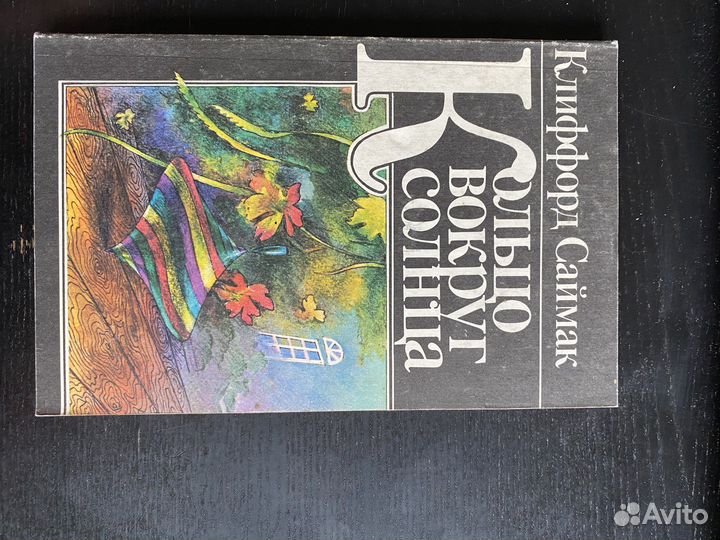 Клиффорд Саймак
Кольцо
вокруг
солнца
Avito